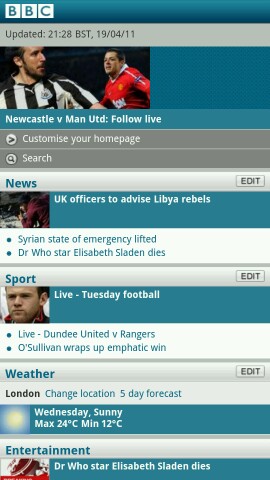 BBC
Updated: 21:28 BST, 19/04/11
Newcastle v Man Utd: Follow live
Customise your homepage
Search
News EDIT
UK officers to advise Libya rebels
Syrian state of emergency lifted
Dr Who star Elisabeth Sladen dies
Sport EDIT
Live - Tuesday football
Live - Dundee United v Rangers
O'Sullivan wraps up emphatic win
Weather EDIT
London Change location 5 day forecast
Wednesday, Sunny
Max 24°C Min 12°C
Entertainment
Dr Who star Elisabeth Sladen dies